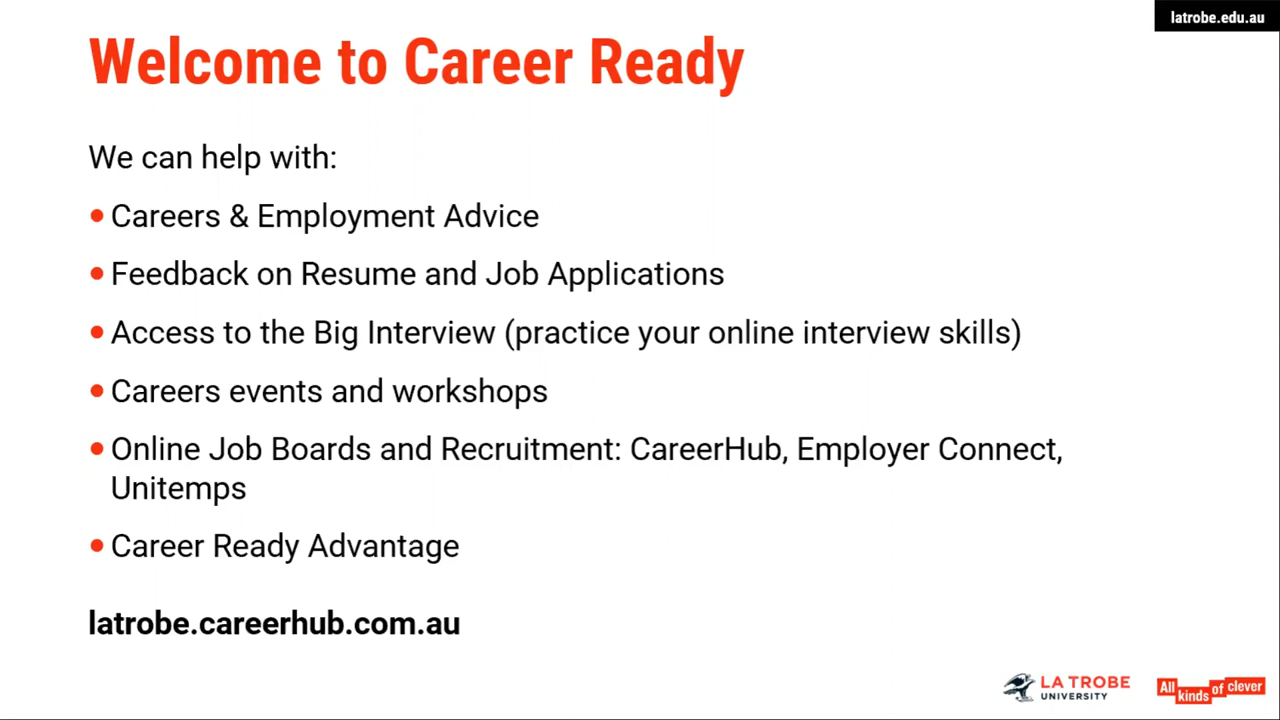 latrobe.edu.au
Welcome to Career Ready
We can help with:
Careers & Employment Advice
Feedback on Resume and Job Applications
Access to the Big Interview (practice your online interview skills)
Careers events and workshops
Online Job Boards and Recruitment: CareerHub, Employer Connect,
Unitemps
Career Ready Advantage
latrobe.careerhub.com.au
LA TROBE
UNIVERSITY
All kinds of clever